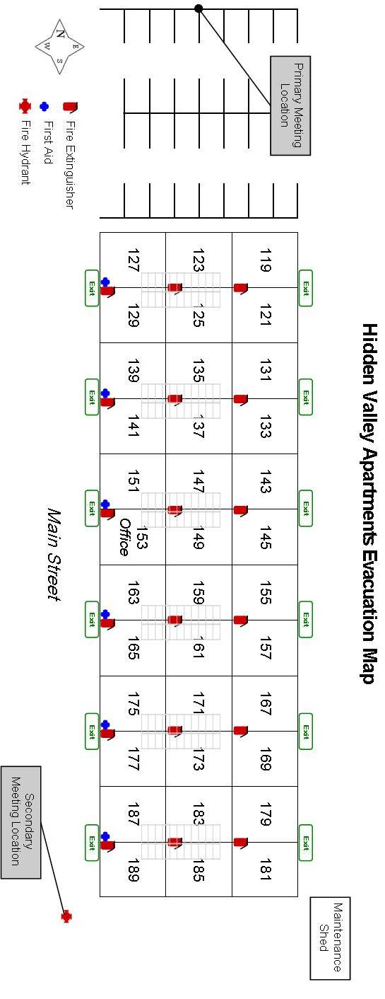 Hidden Valley Apartments Evacuation Map
Maintenance
Shed
Primary Meeting
Location
Exit Exit Exit Exit Exit Exit
119 121 131 133 143 145 155 157 167 169 179 181
123 125 135 137 147 149 159 161 171 173 183 185
127 129 139 141 151 153 163 165 175 177 187 189
Office
Exit Exit Exit Exit Exit Exit
N
E
W
S
Fire Extinguisher
First Aid
Fire Hydrant
Main Street
Secondary
Meeting Location